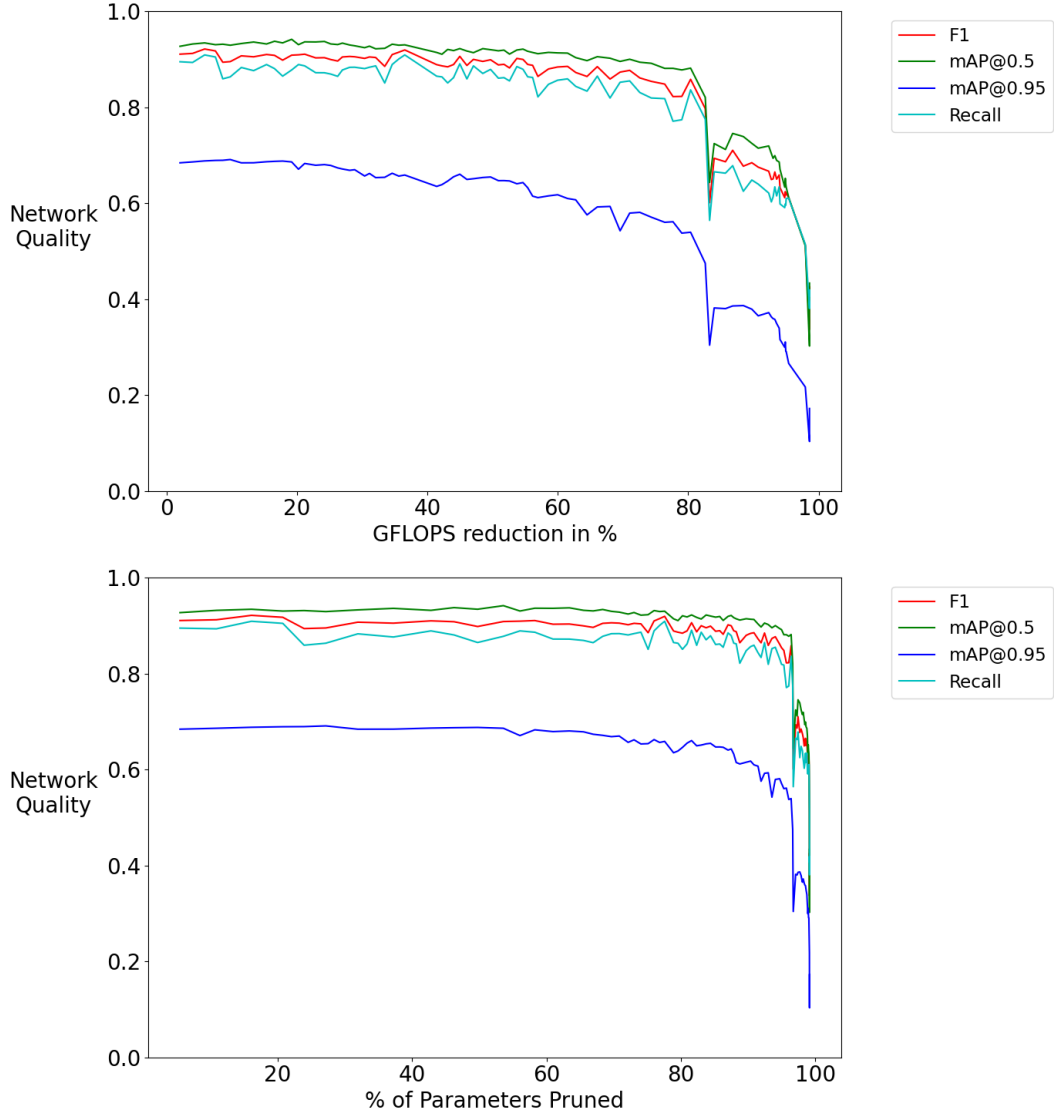 1.0
0.8
0.6
0.4
0.2
0.0
Network
Quality
0
20
40
60
80
100
GFLOPS reduction in %
F1
mAP@0.5
mAP@0.95
Recall
1.0
0.8
0.6
0.4
0.2
0.0
Network
Quality
20
40
60
80
100
% of Parameters Pruned
F1
mAP@0.5
mAP@0.95
Recall